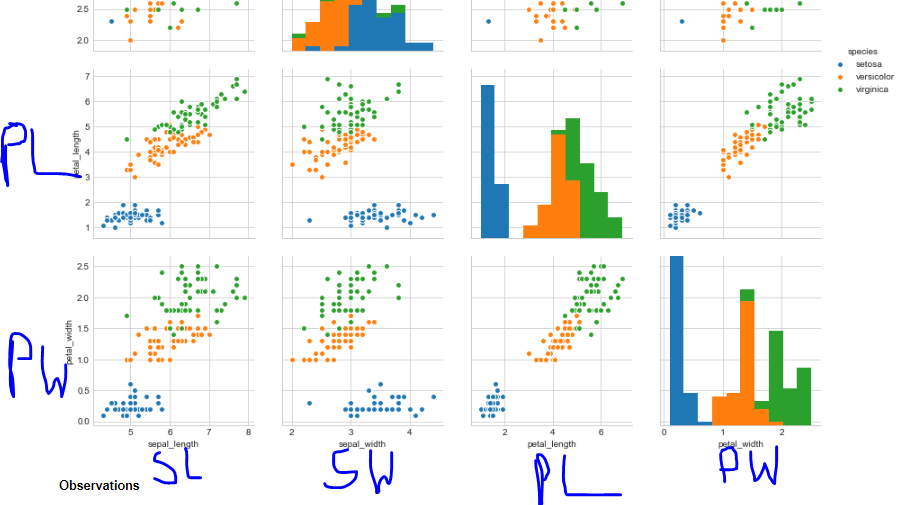 2.5
2.0
species
setosa
versicolor
virginica
7
6
5
4
3
2
1
PL
petal_length
2.5
2.0
1.5
1.0
0.5
0.0
PW
petal_width
5 6 7 8
2 3 4
2 4 6
0 1 2
sepal_length sepal_width petal_length petal_width
SL SW PL PW
Observations